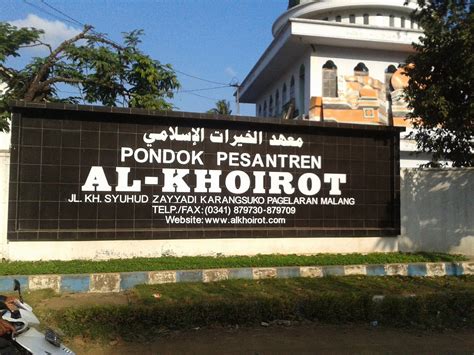 معهد الخيرات الإسلامي
PONDOK PESANTREN
AL-KHOIROT
JL. KH. SYUHUD ZAYYADI KARANGSUKO PAGELARAN MALANG
TELP./FAX: (0341) 879730-879709
Website: www.alkhoirot.com